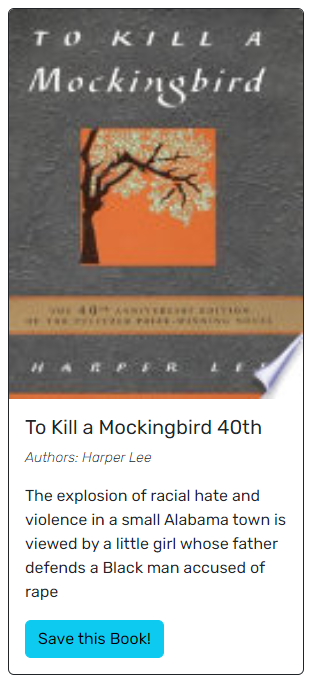 TO KILL A
Mockingbird
THE 40TH ANNIVERSARY EDITION
OF THE PULITZER PRIZE-WINNING NOVEL
HARPER LE
To Kill a Mockingbird 40th
Authors: Harper Lee
The explosion of racial hate and
violence in a small Alabama town is
viewed by a little girl whose father
defends a Black man accused of
rape
Save this Book!